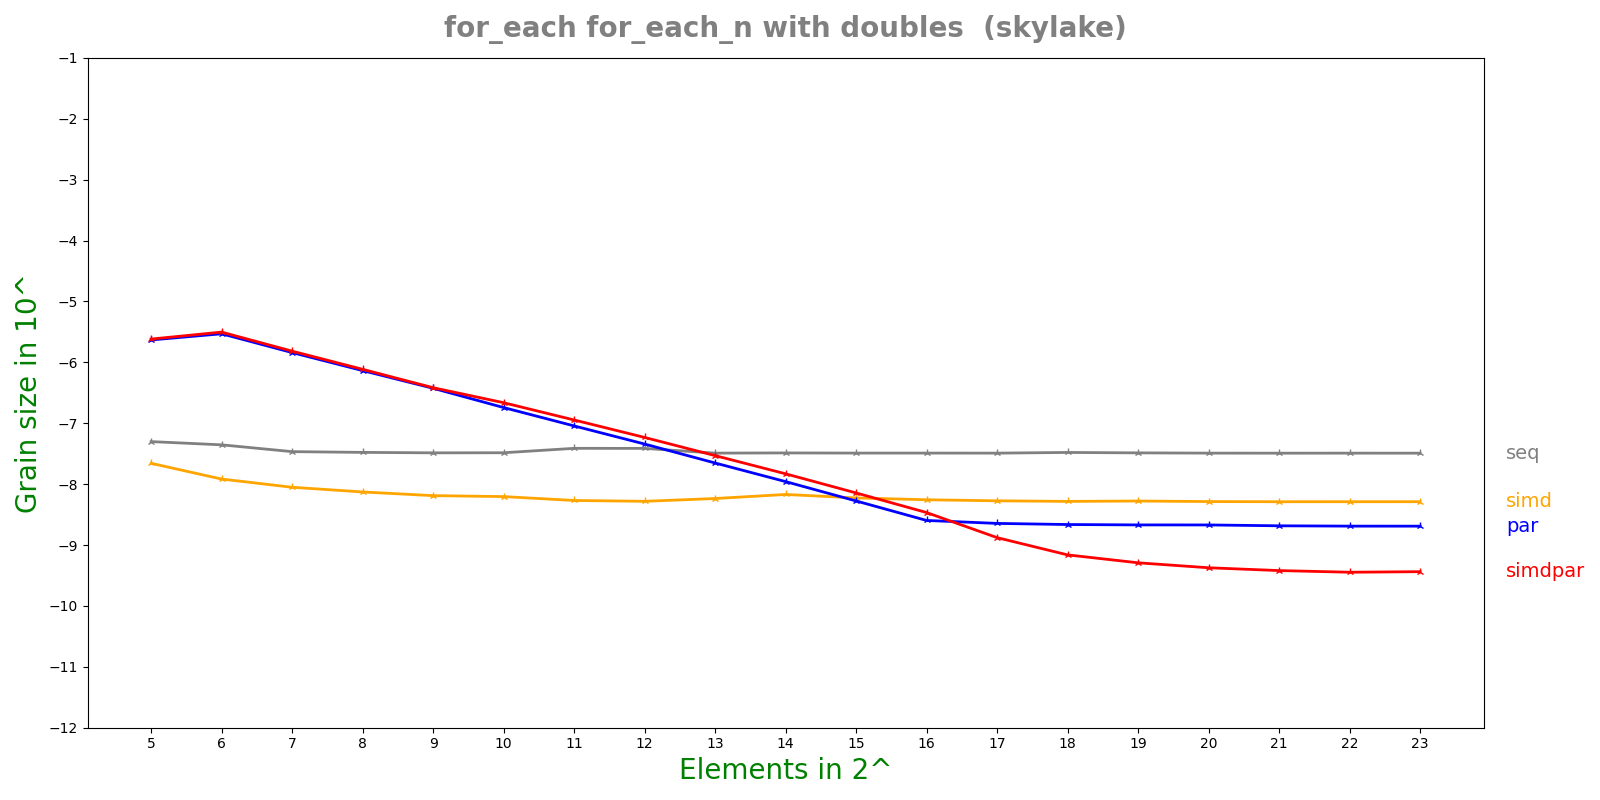 for_each for_each_n with doubles (skylake)
−1
−2
−3
−4
−5
−6
−7
−8
−9
−10
−11
−12
Grain size in 10^
seq
simd
par
simdpar
5 6 7 8 9 10 11 12 13 14 15 16 17 18 19 20 21 22 23
Elements in 2^